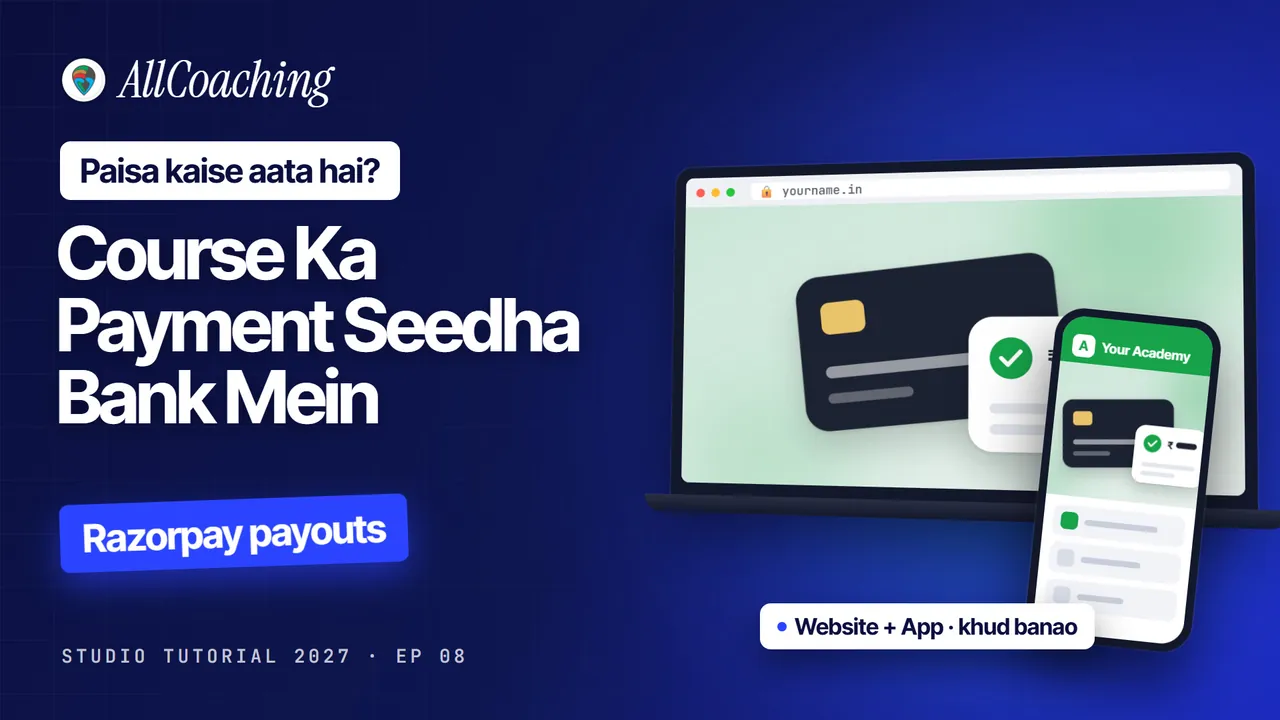 AllCoaching
Paisa kaise aata hai?
Course Ka
Payment Seedha
Bank Mein
Razorpay payouts
STUDIO TUTORIAL 2027 · EP 08
yourname.in
A Your Academy
₹
Website + App · khud banao